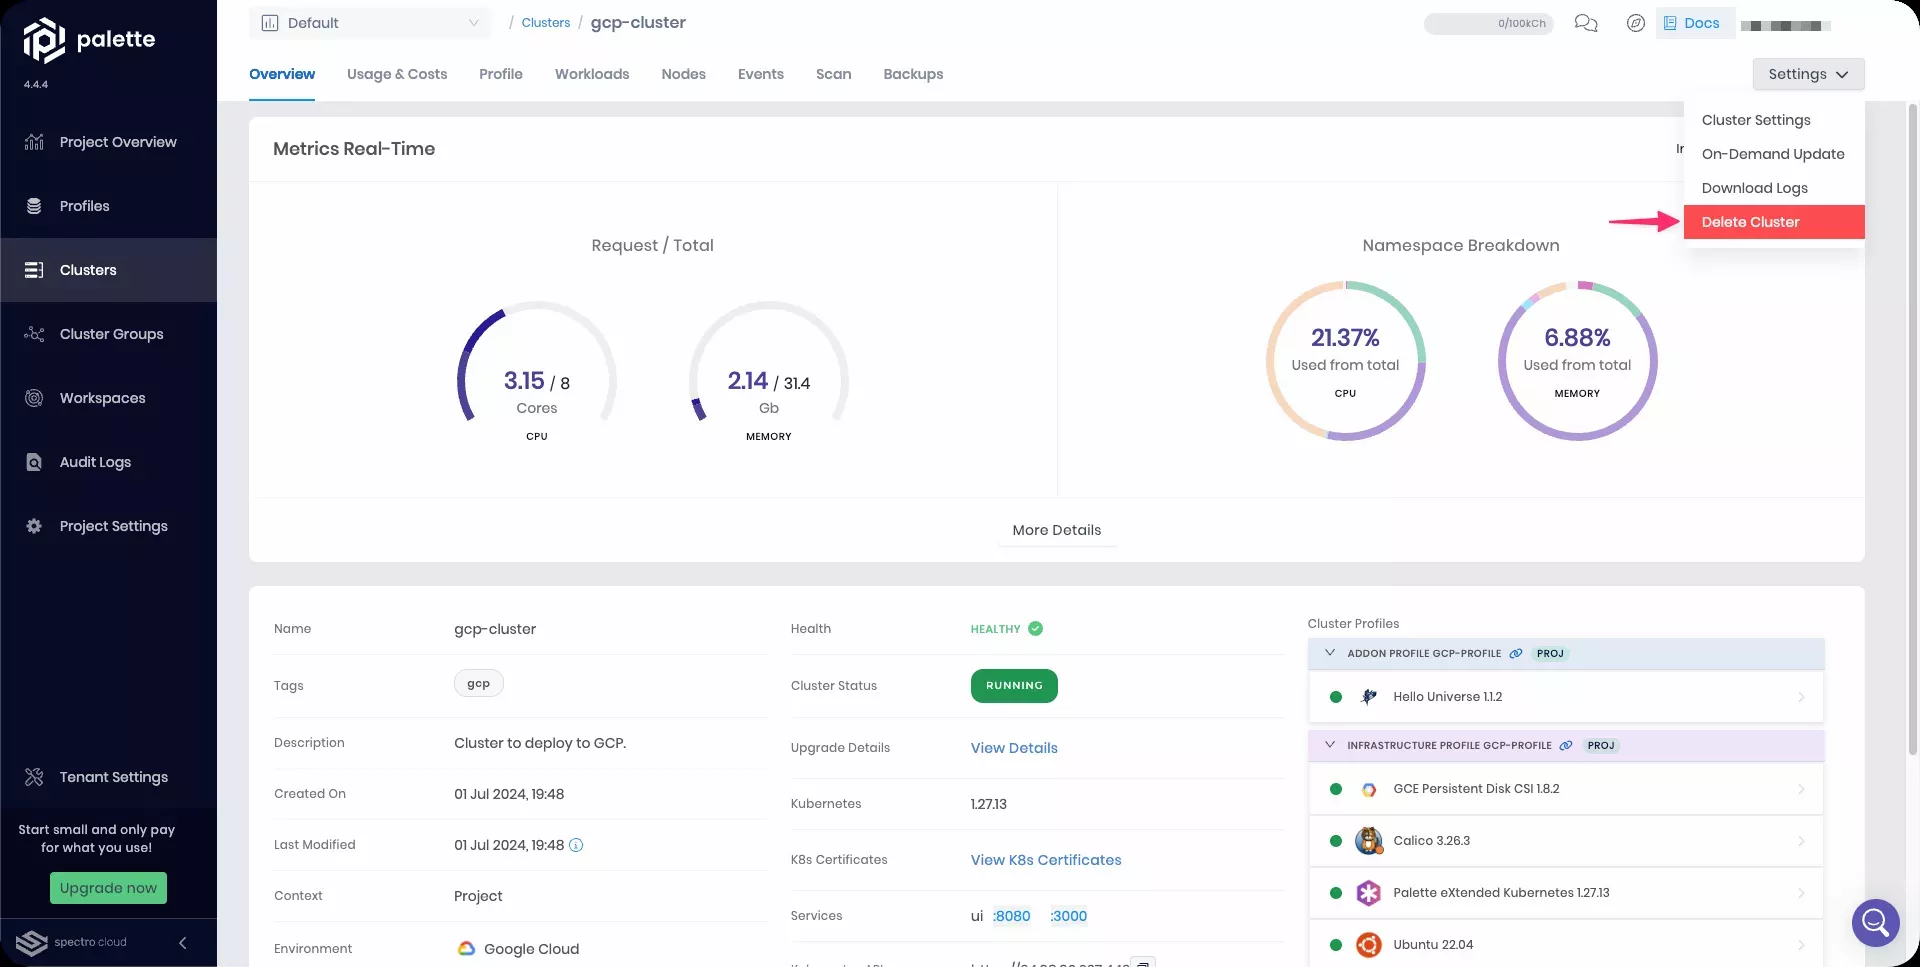 palette
4.4.4
Project Overview
Profiles
Clusters
Cluster Groups
Workspaces
Audit Logs
Project Settings
Tenant Settings
Start small and only pay
for what you use!
Upgrade now
spectro cloud
Default
/ Clusters / gcp-cluster
0/100kCh
Docs
Overview
Usage & Costs
Profile
Workloads
Nodes
Events
Scan
Backups
Settings
Cluster Settings
On-Demand Update
Download Logs
Delete Cluster
Metrics Real-Time
Request / Total
3.15 / 8
Cores
CPU
2.14 / 31.4
Gb
MEMORY
Namespace Breakdown
21.37%
Used from total
CPU
6.88%
Used from total
MEMORY
More Details
Name
gcp-cluster
Tags
gcp
Description
Cluster to deploy to GCP.
Created On
01 Jul 2024, 19:48
Last Modified
01 Jul 2024, 19:48
Context
Project
Environment
Google Cloud
Health
HEALTHY
Cluster Status
RUNNING
Upgrade Details
View Details
Kubernetes
1.27.13
K8s Certificates
View K8s Certificates
Services
ui :8080 :3000
Cluster Profiles
ADDON PROFILE GCP-PROFILE PROJ
Hello Universe 1.1.2
INFRASTRUCTURE PROFILE GCP-PROFILE PROJ
GCE Persistent Disk CSI 1.8.2
Calico 3.26.3
Palette eXtended Kubernetes 1.27.13
Ubuntu 22.04